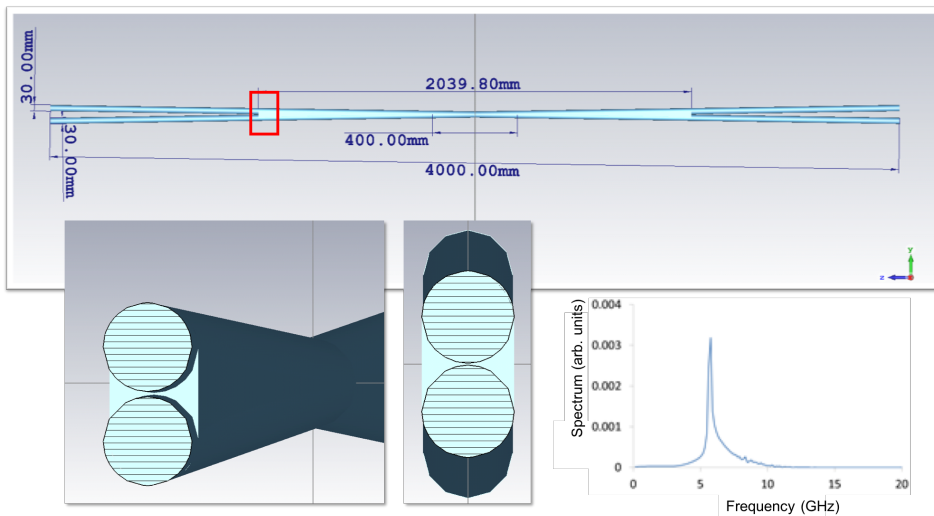 30.00mm
2039.80mm
30.00mm
400.00mm
4000.00mm
y
z
Spectrum (arb. units)
0.004
0.003
0.002
0.001
0
0
5
10
15
20
Frequency (GHz)